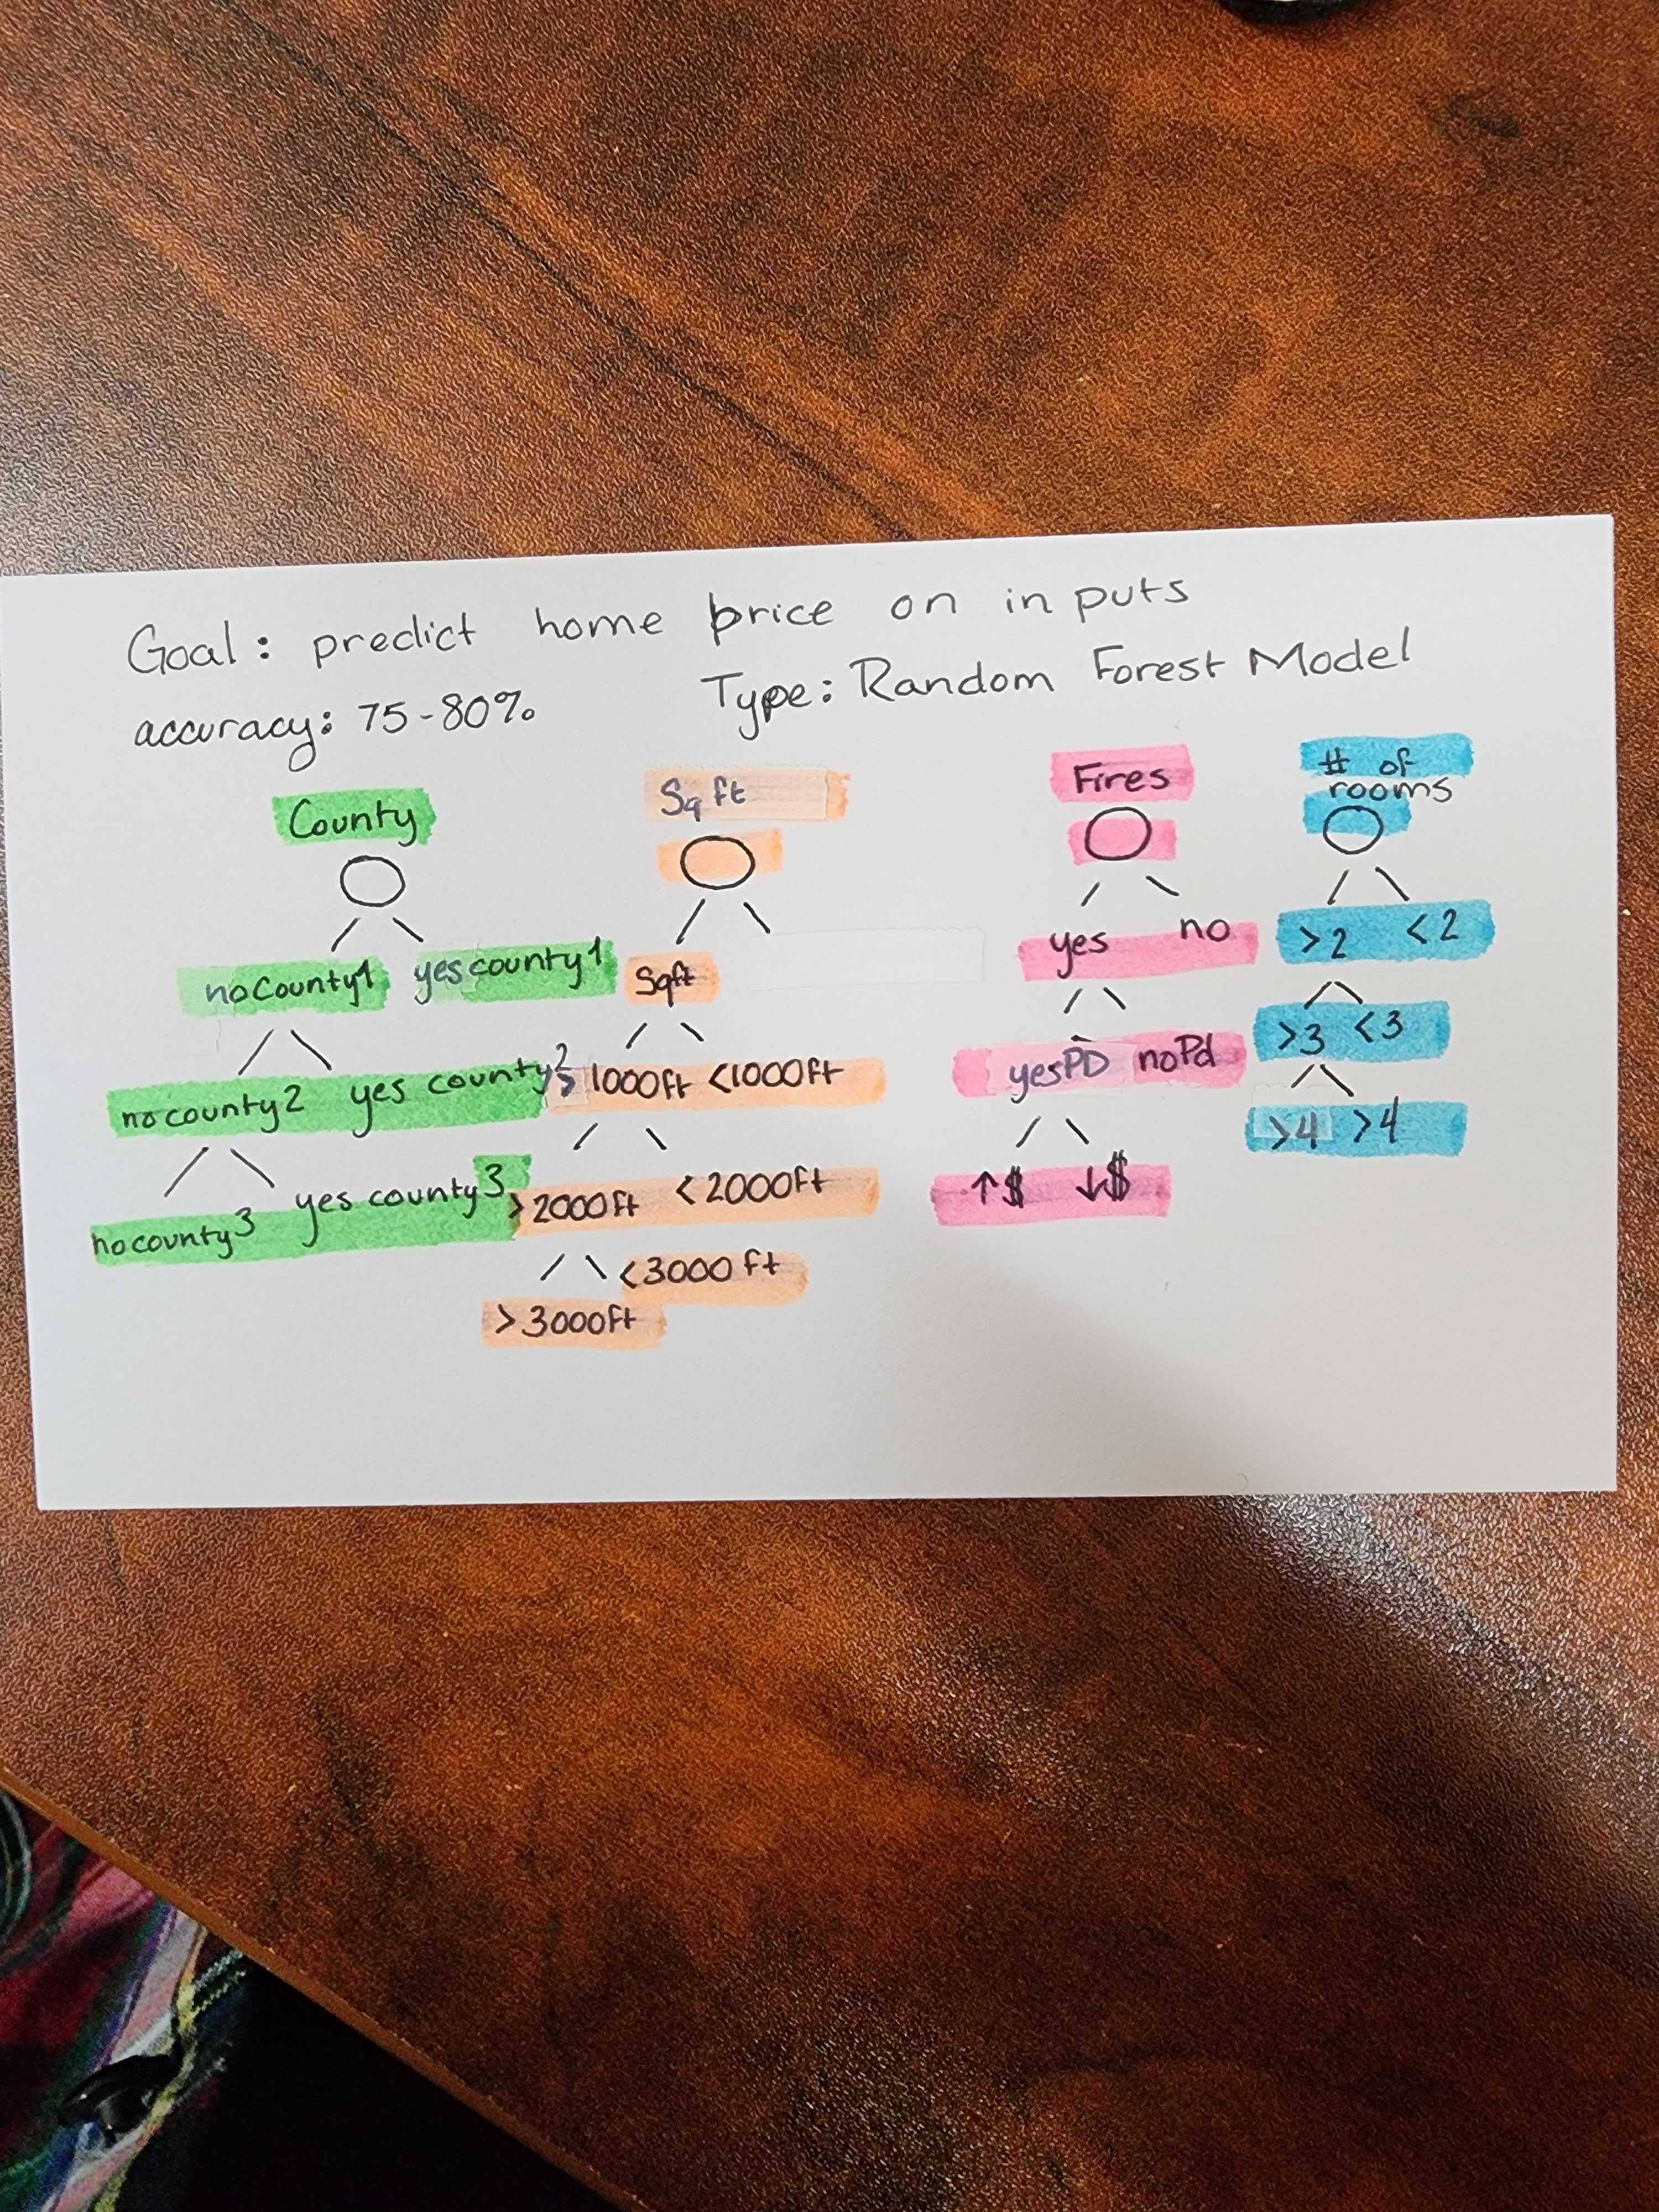 Goal: predict home price on inputs
accuracy: 75-80%
Type: Random Forest Model
County
no County1 yes county1
no county2 yes county2
no county3 yes county3
Sq ft
Sqft
> 1000ft <1000ft
>2000ft <2000ft
<3000 ft
>3000ft
Fires
yes no
yesPD noPd
↑$ ↓$
# of
rooms
>2 <2
>3 <3
>4 >4